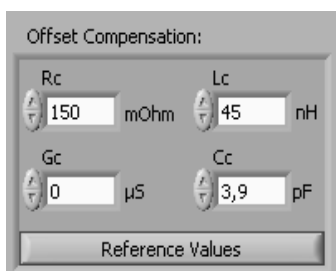 Offset Compensation:
Rc Lc
150 mOhm 45 nH
Gc Cc
0 µS 3,9 pF
Reference Values